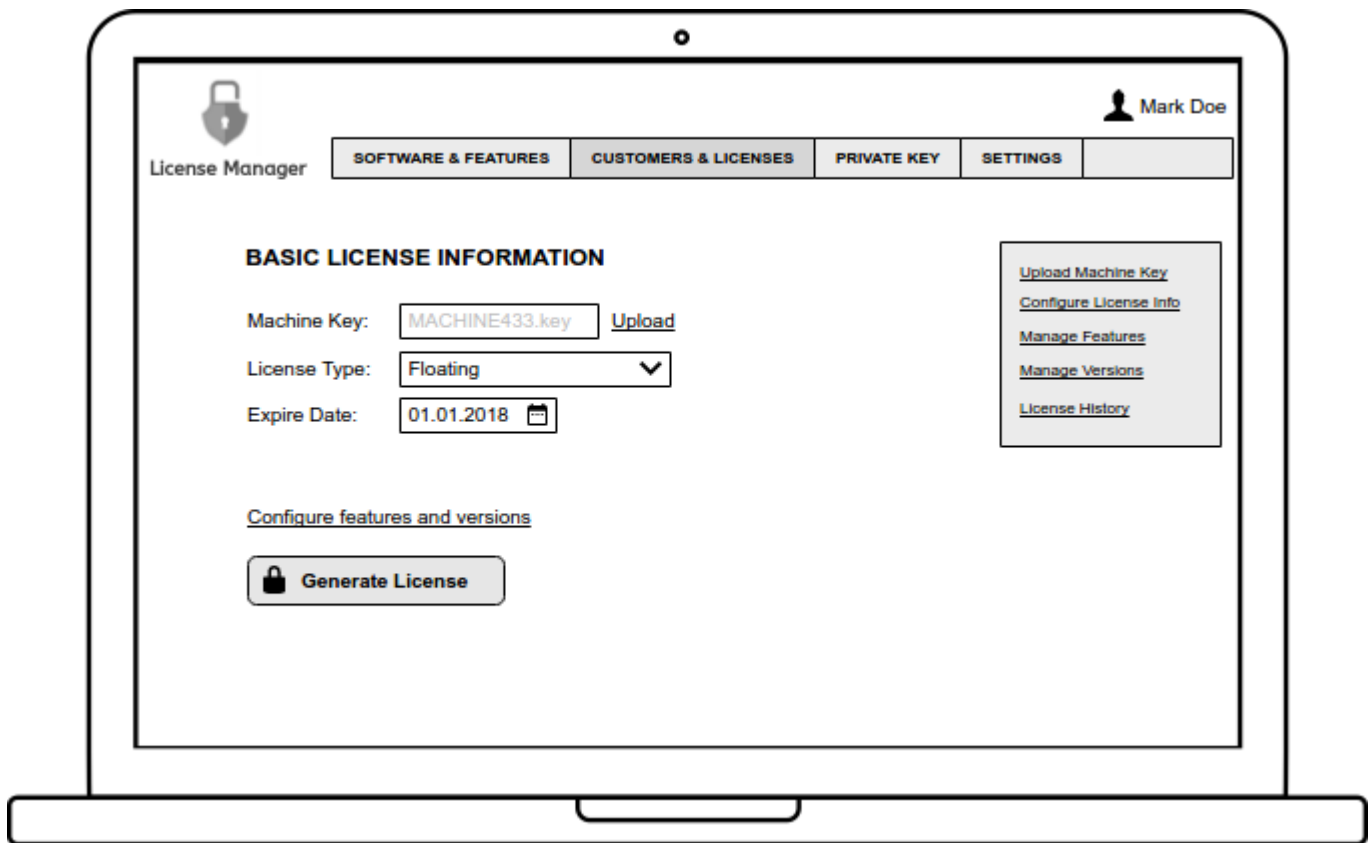 Mark Doe
License Manager
SOFTWARE & FEATURES CUSTOMERS & LICENSES PRIVATE KEY SETTINGS
BASIC LICENSE INFORMATION
Machine Key: MACHINE433.key Upload
License Type: Floating
Expire Date: 01.01.2018
Configure features and versions
Generate License
Upload Machine Key
Configure License Info
Manage Features
Manage Versions
License History